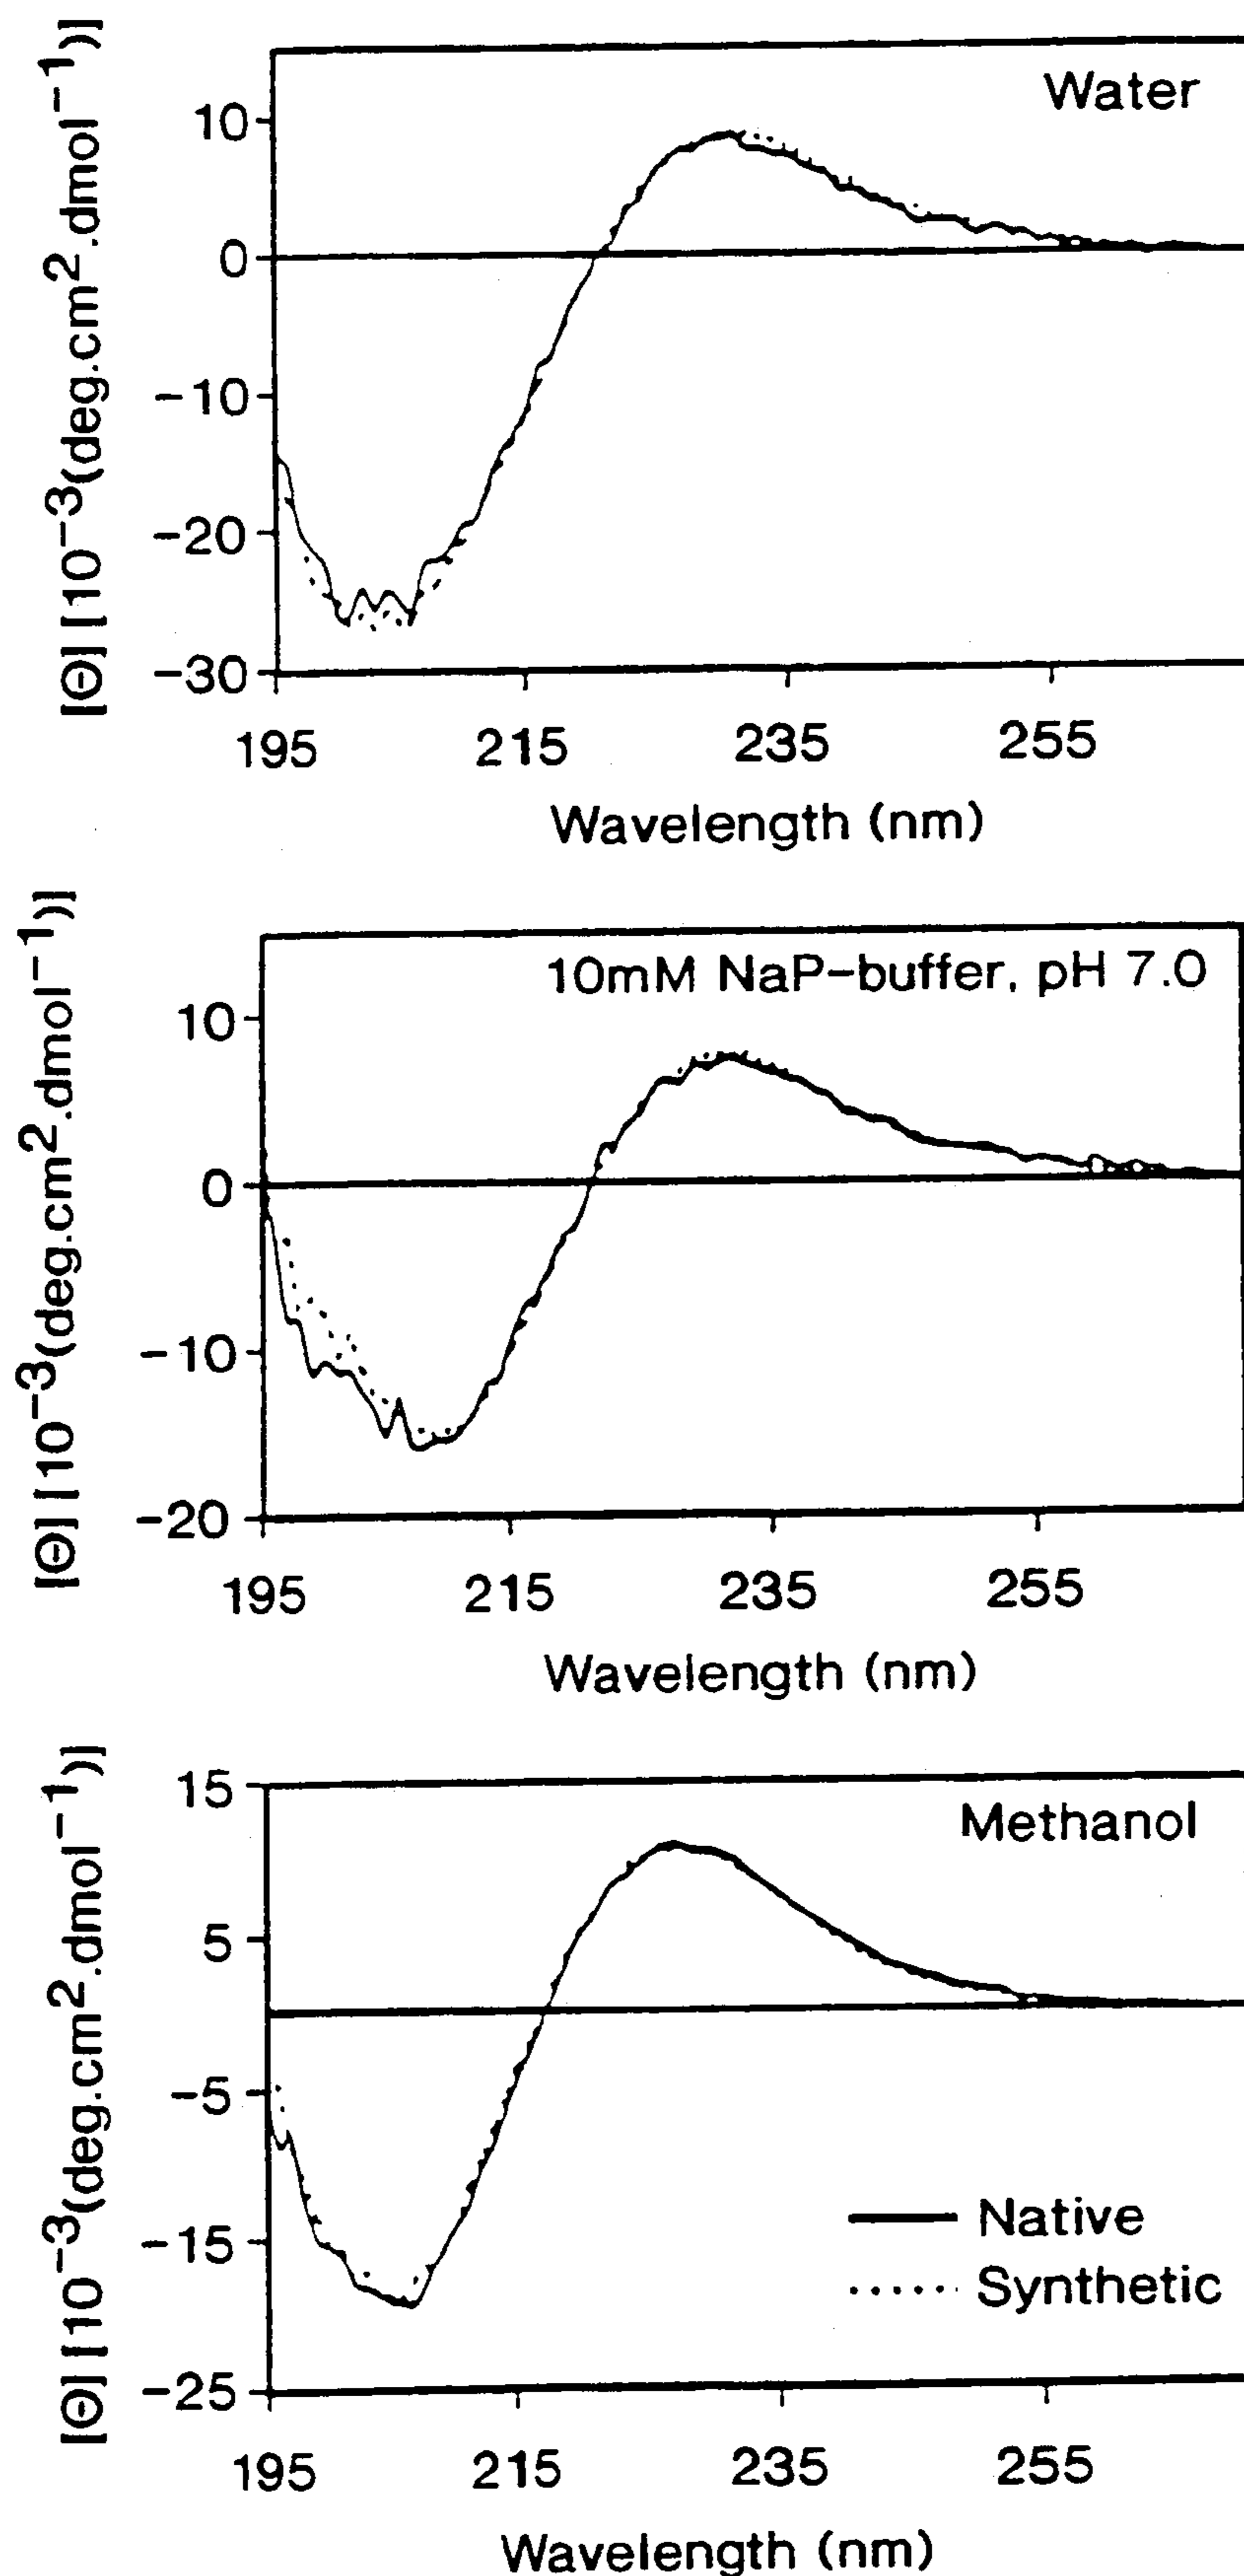 [Θ] [10⁻³(deg.cm².dmol⁻¹)]
Water
10
0
-10
-20
-30
195 215 235 255
Wavelength (nm)
[Θ] [10⁻³(deg.cm².dmol⁻¹)]
10mM NaP-buffer, pH 7.0
10
0
-10
-20
195 215 235 255
Wavelength (nm)
[Θ] [10⁻³(deg.cm².dmol⁻¹)]
15
Methanol
5
-5
-15
-25
Native
Synthetic
195 215 235 255
Wavelength (nm)